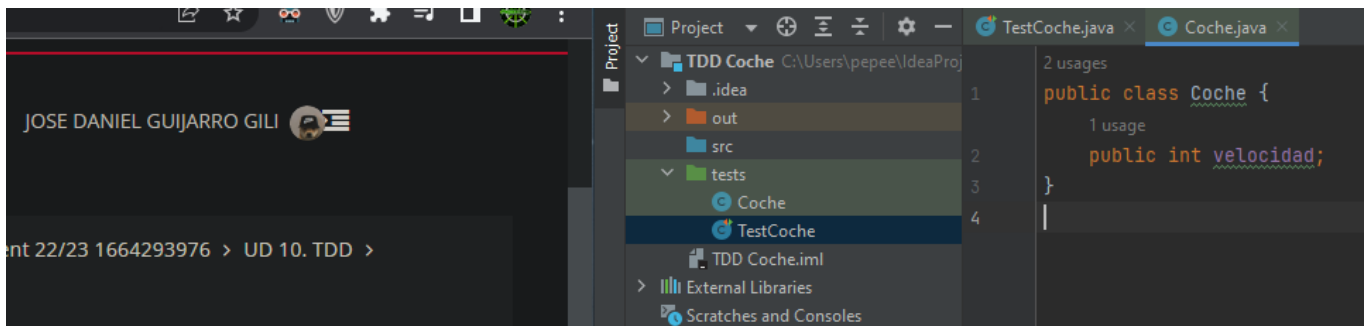 JOSE DANIEL GUIJARRO GILI
ent 22/23 1664293976 > UD 10. TDD >
Project
Project
TDD Coche C:\Users\pepee\IdeaProj
.idea
out
src
tests
Coche
TestCoche
TDD Coche.iml
External Libraries
Scratches and Consoles
TestCoche.java
Coche.java
2 usages
1 public class Coche {
1 usage
2 public int velocidad;
3 }
4